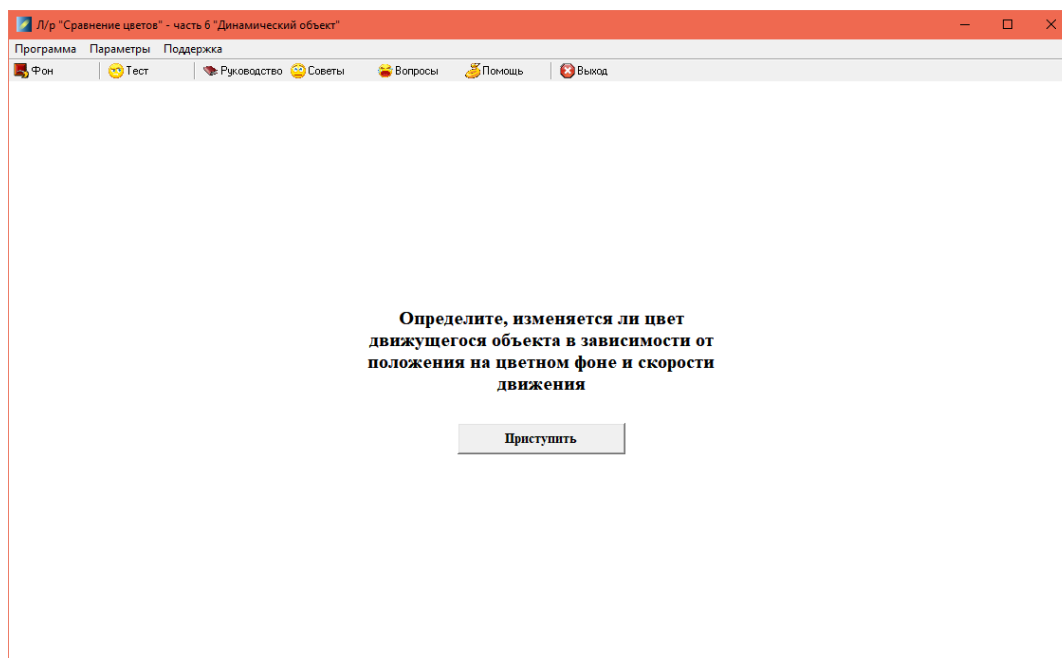 Л/р "Сравнение цветов" - часть 6 "Динамический объект"
Программа Параметры Поддержка
Фон Тест Руководство Советы Вопросы Помощь Выход
Определите, изменяется ли цвет
движущегося объекта в зависимости от
положения на цветном фоне и скорости
движения
Приступить